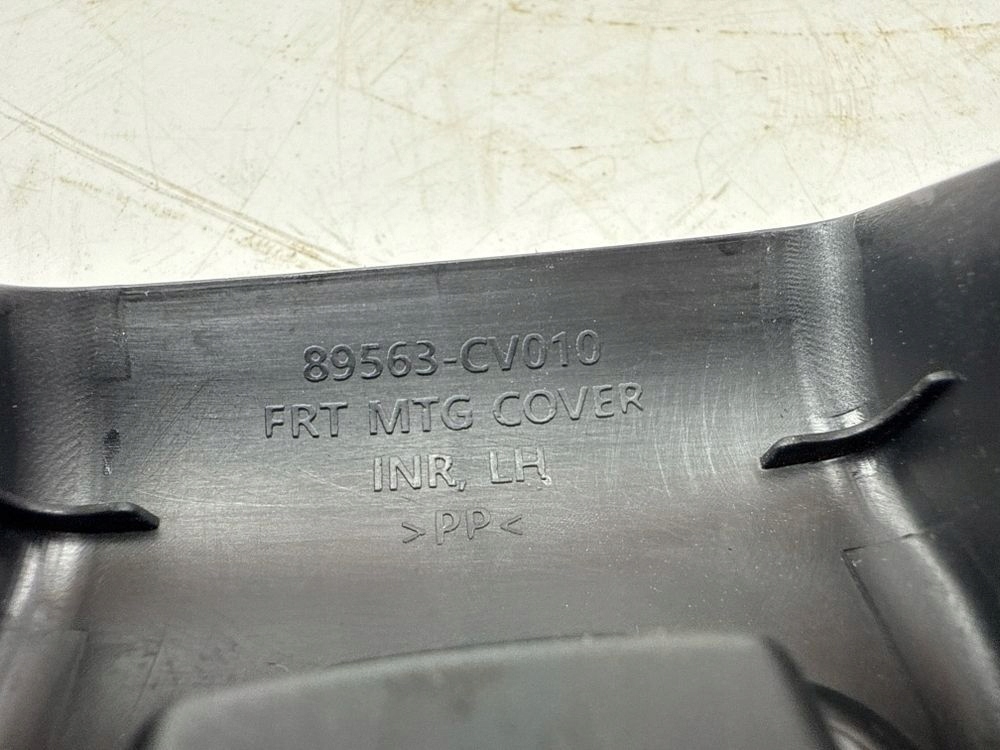 89563-CV010
FRT MTG COVER
INR, LH
>PP<